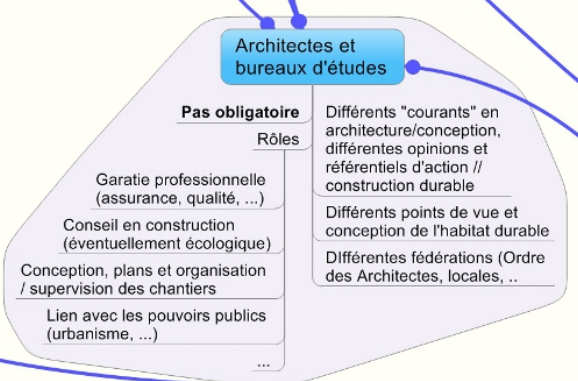 Architectes et
bureaux d'études
Pas obligatoire
Rôles
Garatie professionnelle
(assurance, qualité, ...)
Conseil en construction
(éventuellement écologique)
Conception, plans et organisation
/ supervision des chantiers
Lien avec les pouvoirs publics
(urbanisme, ...)
...
Différents "courants" en
architecture/conception,
différentes opinions et
référentiels d'action //
construction durable
Différents points de vue et
conception de l'habitat durable
DIfférentes fédérations (Ordre
des Architectes, locales, ..